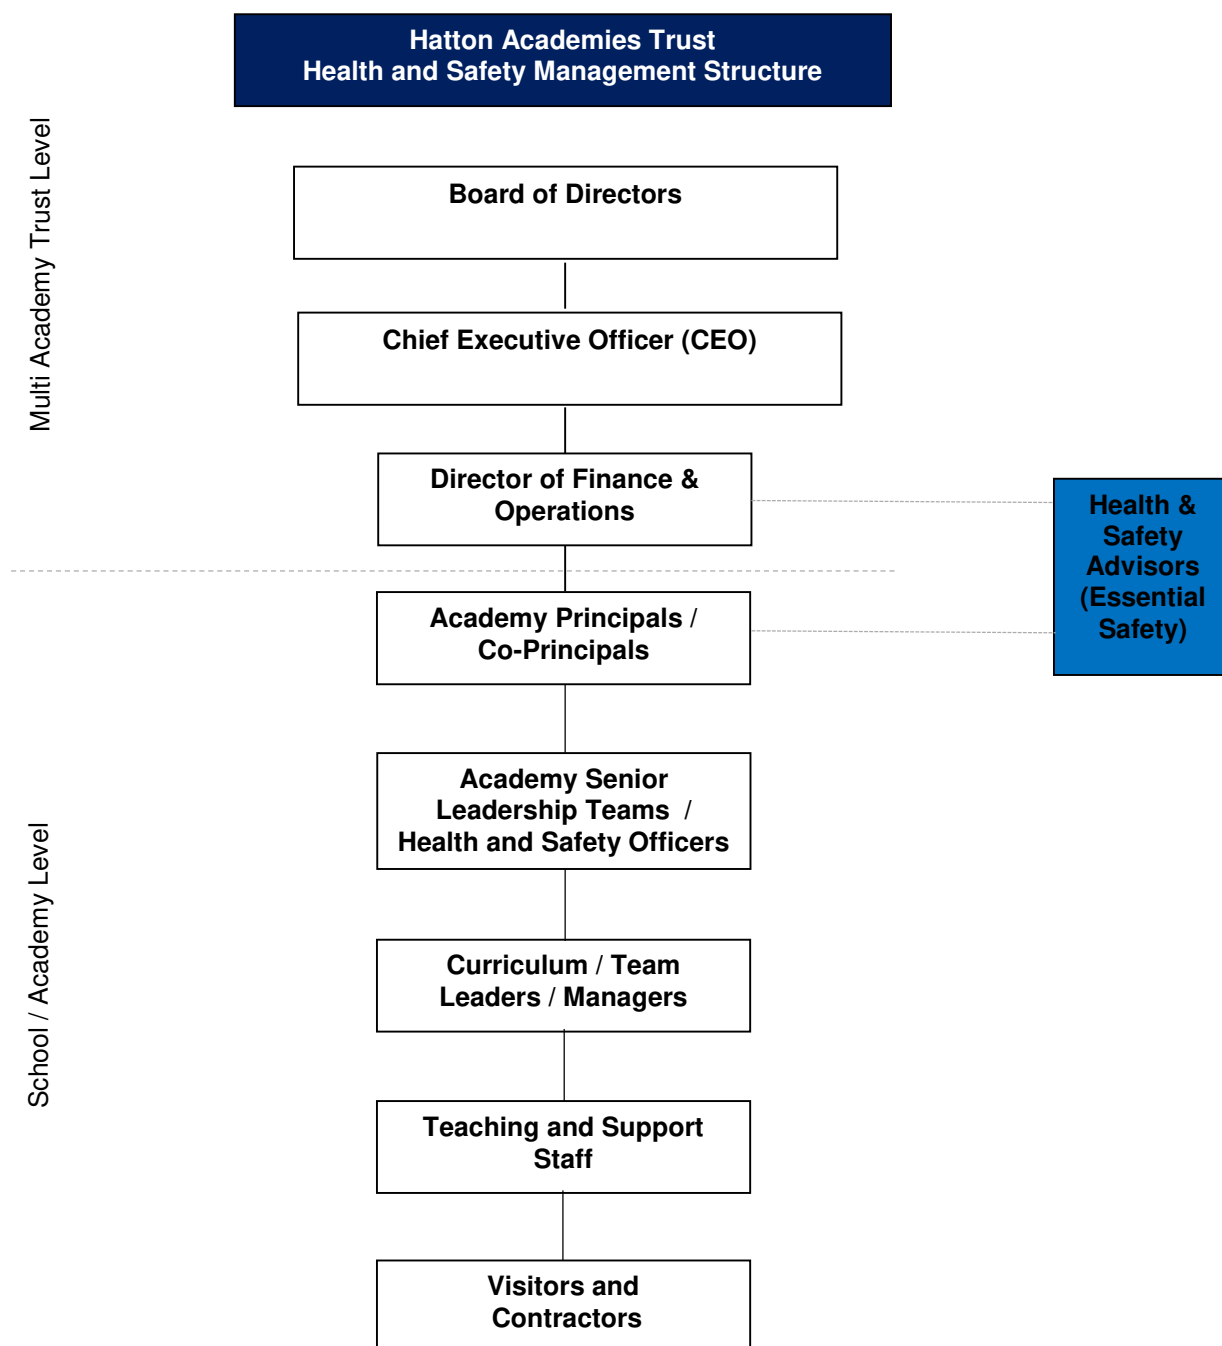 Hatton Academies Trust
Health and Safety Management Structure
Multi Academy Trust Level
Board of Directors
Chief Executive Officer (CEO)
Director of Finance &
Operations
Health &
Safety
Advisors
(Essential
Safety)
Academy Principals /
Co-Principals
School / Academy Level
Academy Senior
Leadership Teams /
Health and Safety Officers
Curriculum / Team
Leaders / Managers
Teaching and Support
Staff
Visitors and
Contractors